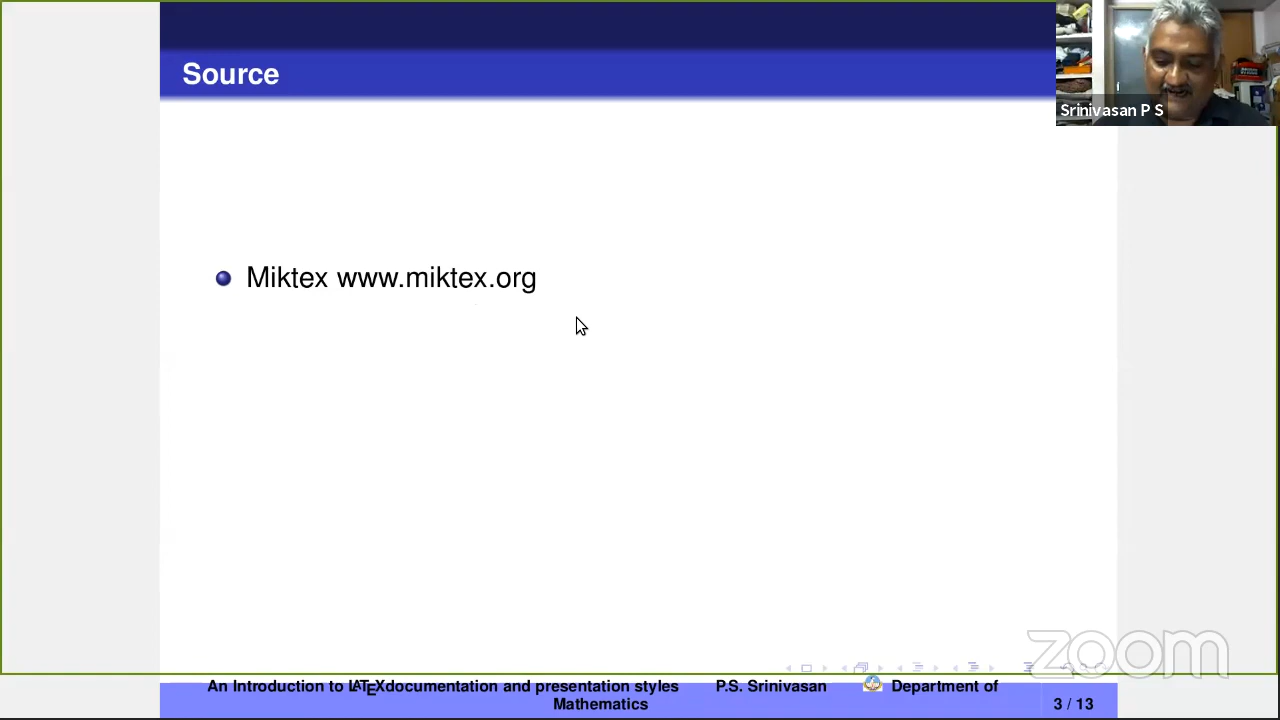 Source
Srinivasan P S
Miktex www.miktex.org
zoom
An Introduction to LATEXdocumentation and presentation styles P.S. Srinivasan Department of
Mathematics 3 / 13